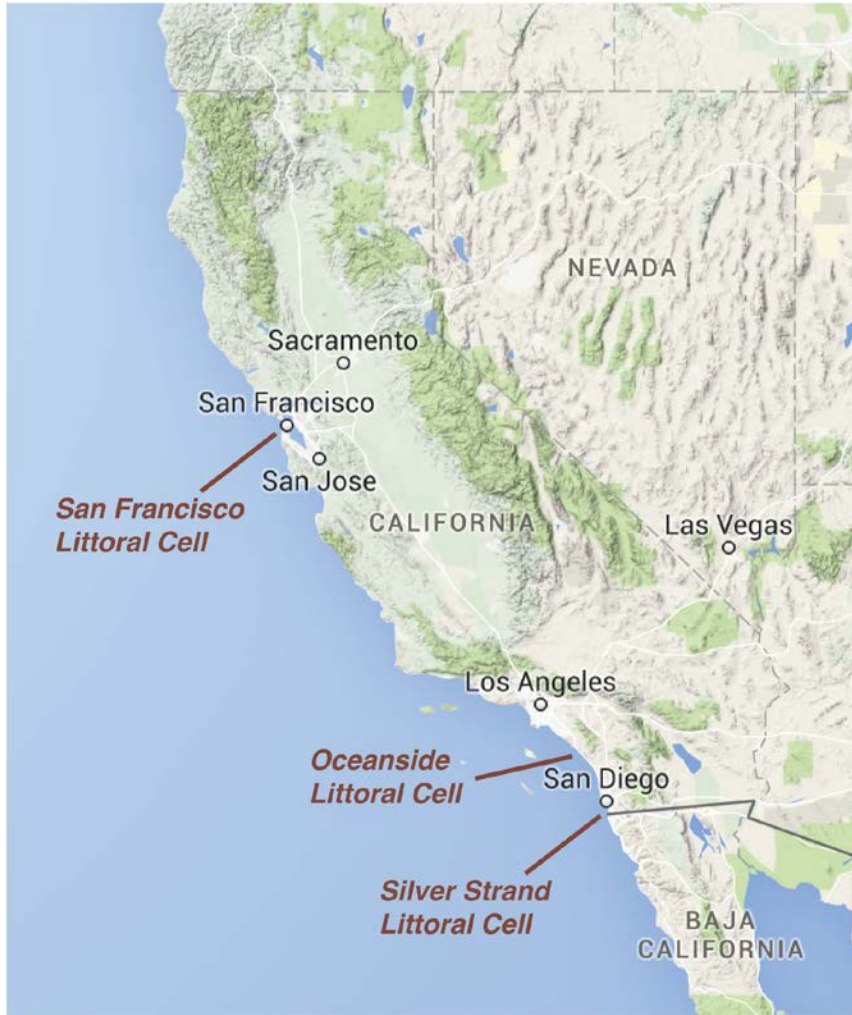 NEVADA
Sacramento
San Francisco
San Jose
San Francisco
Littoral Cell
CALIFORNIA
Las Vegas
Los Angeles
Oceanside
Littoral Cell
San Diego
Silver Strand
Littoral Cell
BAJA
CALIFORNIA